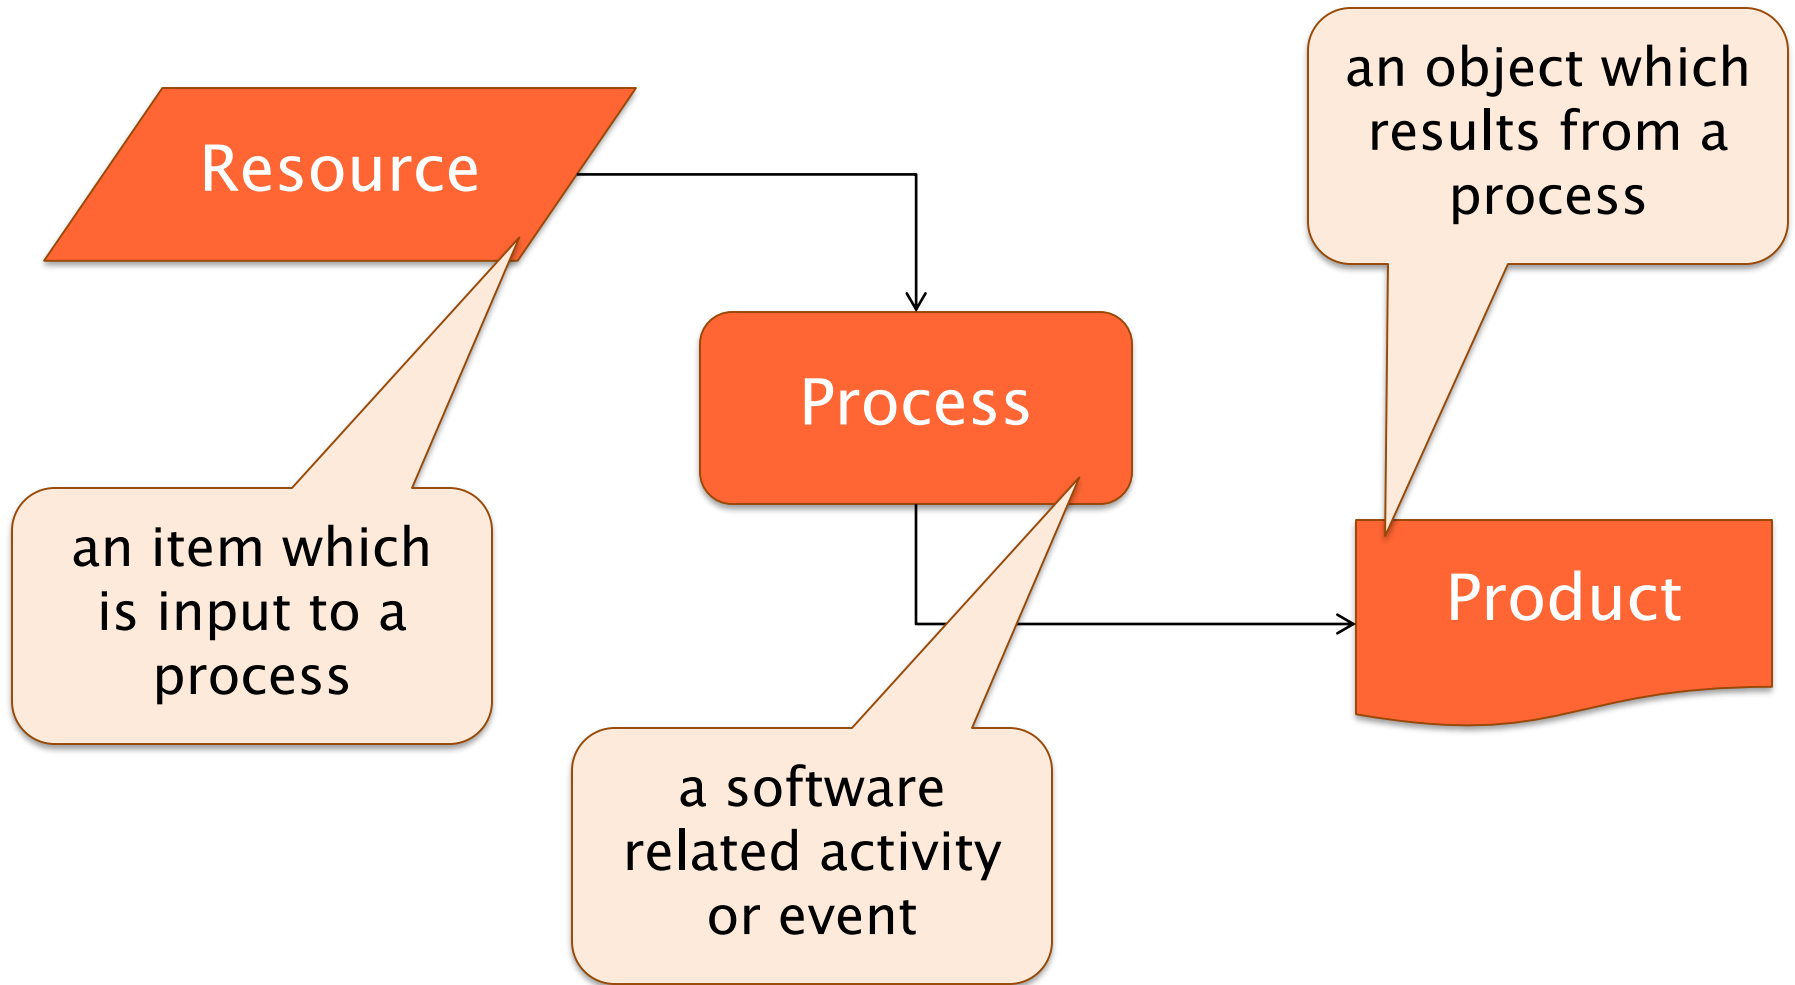 Resource
an item which
is input to a
process
Process
a software
related activity
or event
an object which
results from a
process
Product